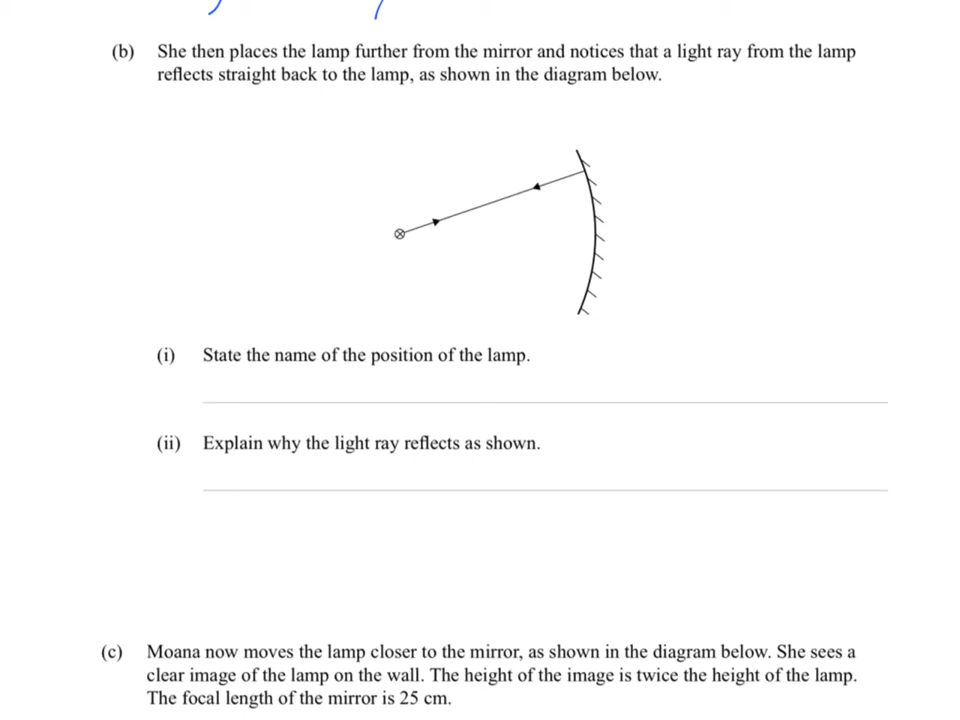 (b) She then places the lamp further from the mirror and notices that a light ray from the lamp
reflects straight back to the lamp, as shown in the diagram below.
(i) State the name of the position of the lamp.
(ii) Explain why the light ray reflects as shown.
(c) Moana now moves the lamp closer to the mirror, as shown in the diagram below. She sees a
clear image of the lamp on the wall. The height of the image is twice the height of the lamp.
The focal length of the mirror is 25 cm.